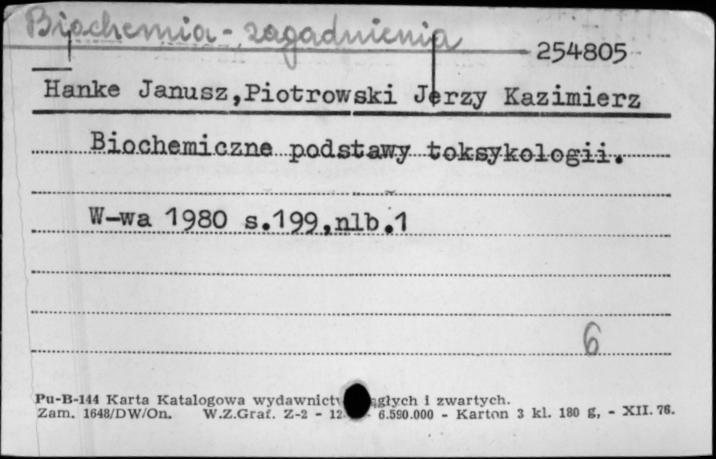 Biochemia - zagadnienia
254805
Hanke Janusz,Piotrowski Jerzy Kazimierz
Biochemiczne podstawy toksykologii.
W-wa 1980 s.199,nlb.1
6
Pu-B-144 Karta Katalogowa wydawnictw ągłych i zwartych.
Zam. 1648/DW/On. W.Z.Graf. Z-2 - 12 - 6.590.000 - Karton 3 kl. 180 g, - XII. 76.